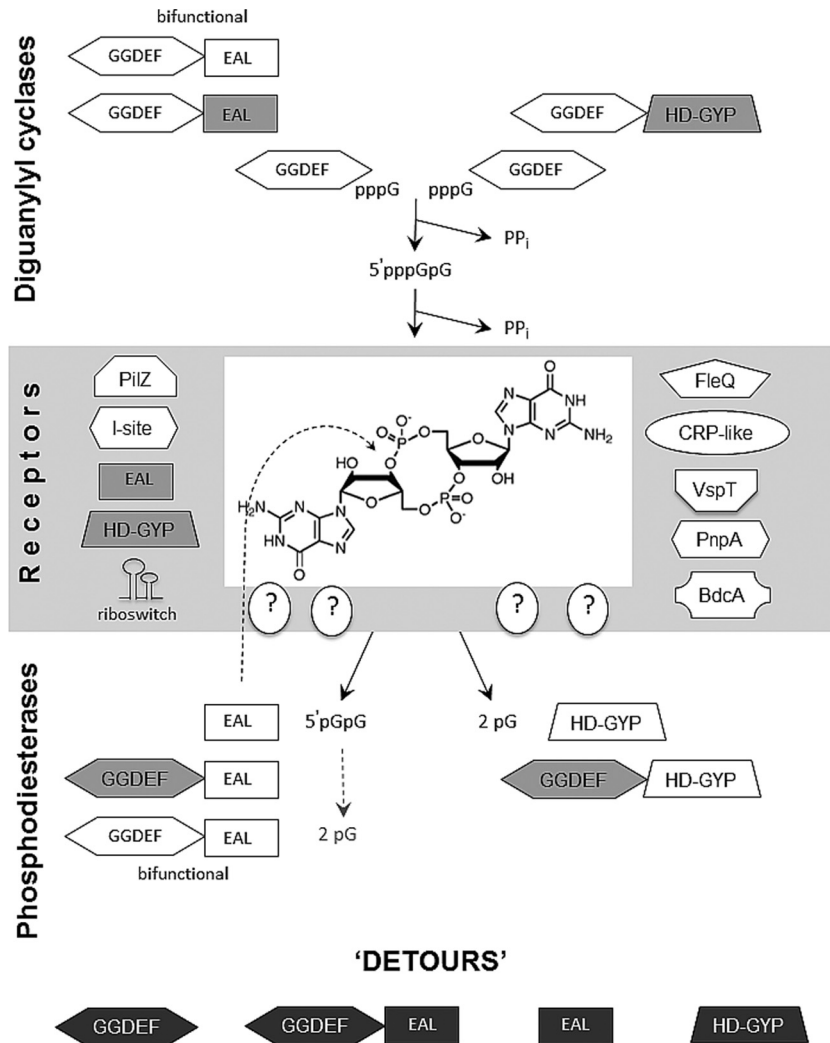 bifunctional
GGDEF EAL
GGDEF EAL
GGDEF HD-GYP
GGDEF
GGDEF
pppG pppG
PPi
5'pppGpG
PPi
Diguanylyl cyclases
Receptors
PilZ
I-site
EAL
HD-GYP
riboswitch
O
N
NH
N
N
NH2
O-
O
P
O
O
HO
O
O
OH
O
P
O
O-
O
H2N
N
N
HN
N
O
FleQ
CRP-like
VspT
PnpA
BdcA
? ? ? ?
Phosphodiesterases
EAL 5'pGpG 2 pG HD-GYP
GGDEF EAL
GGDEF HD-GYP
GGDEF EAL 2 pG
bifunctional
'DETOURS'
GGDEF GGDEF EAL EAL HD-GYP